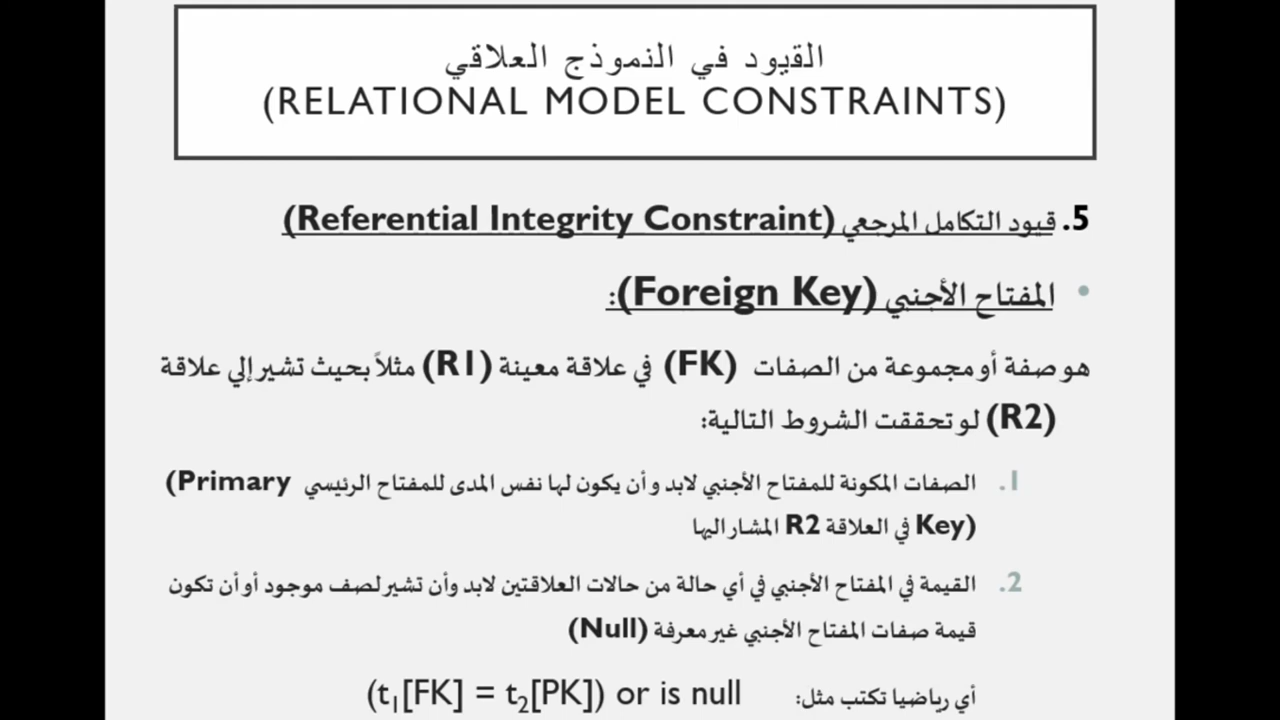 القيود في النموذج العلاقي
(RELATIONAL MODEL CONSTRAINTS)
5. قيود التكامل المرجعي (Referential Integrity Constraint)
• المفتاح الأجنبي (Foreign Key):
هو صفة أو مجموعة من الصفات (FK) في علاقة معينة (R1) مثلاً بحيث تشير إلي علاقة
(R2) لو تحققت الشروط التالية:
1. الصفات المكونة للمفتاح الأجنبي لابد وأن يكون لها نفس المدى للمفتاح الرئيسي (Primary
Key) في العلاقة R2 المشار اليها
2. القيمة في المفتاح الأجنبي في أي حالة من حالات العلاقتين لابد وأن تشير لصف موجود أو أن تكون
قيمة صفات المفتاح الأجنبي غير معرفة (Null)
أي رياضيا تكتب مثل: (t1[FK] = t2[PK]) or is null